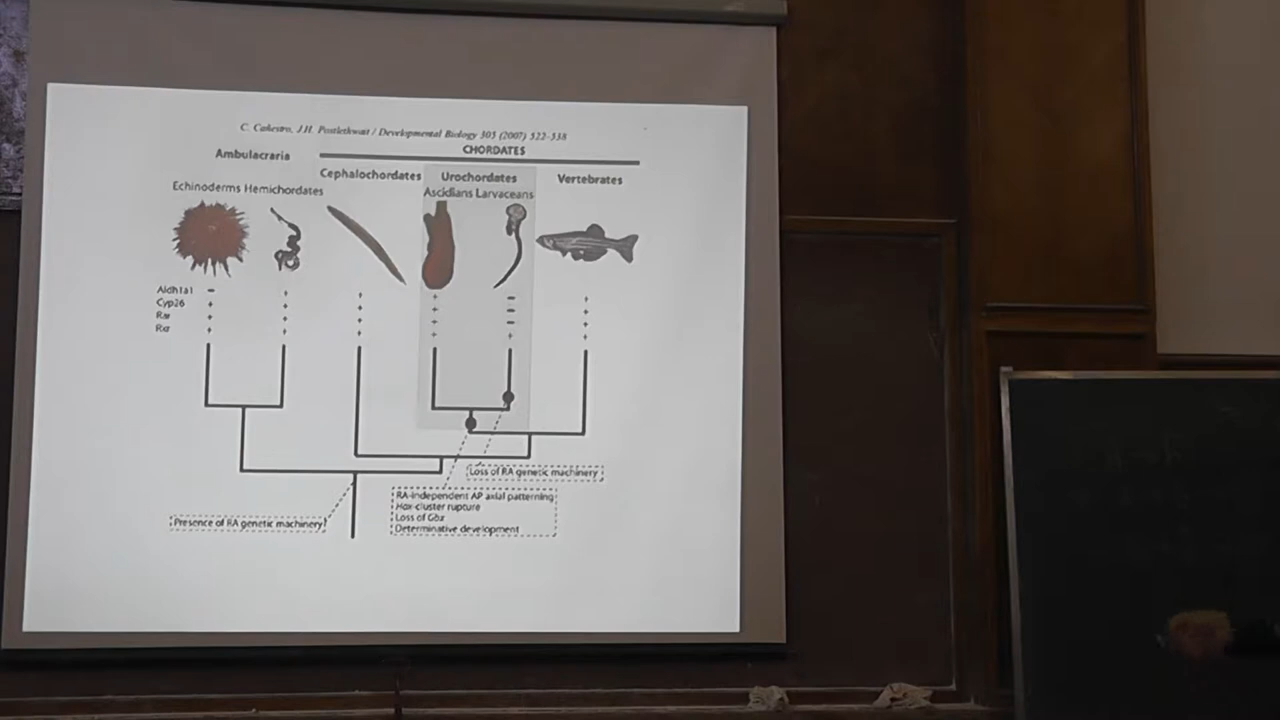 C. Cañestro, J.H. Postlethwait / Developmental Biology 305 (2007) 522-538
CHORDATES
Ambulacraria
Cephalochordates
Urochordates
Vertebrates
Echinoderms Hemichordates
Ascidians Larvaceans
Aldh1a1 - + + + - +
Cyp26 + + + + - +
Rar + + + + - +
Rxr + + + + + +
Loss of RA genetic machinery
RA-independent AP axial patterning
Hox-cluster rupture
Loss of Gbx
Determinative development
Presence of RA genetic machinery